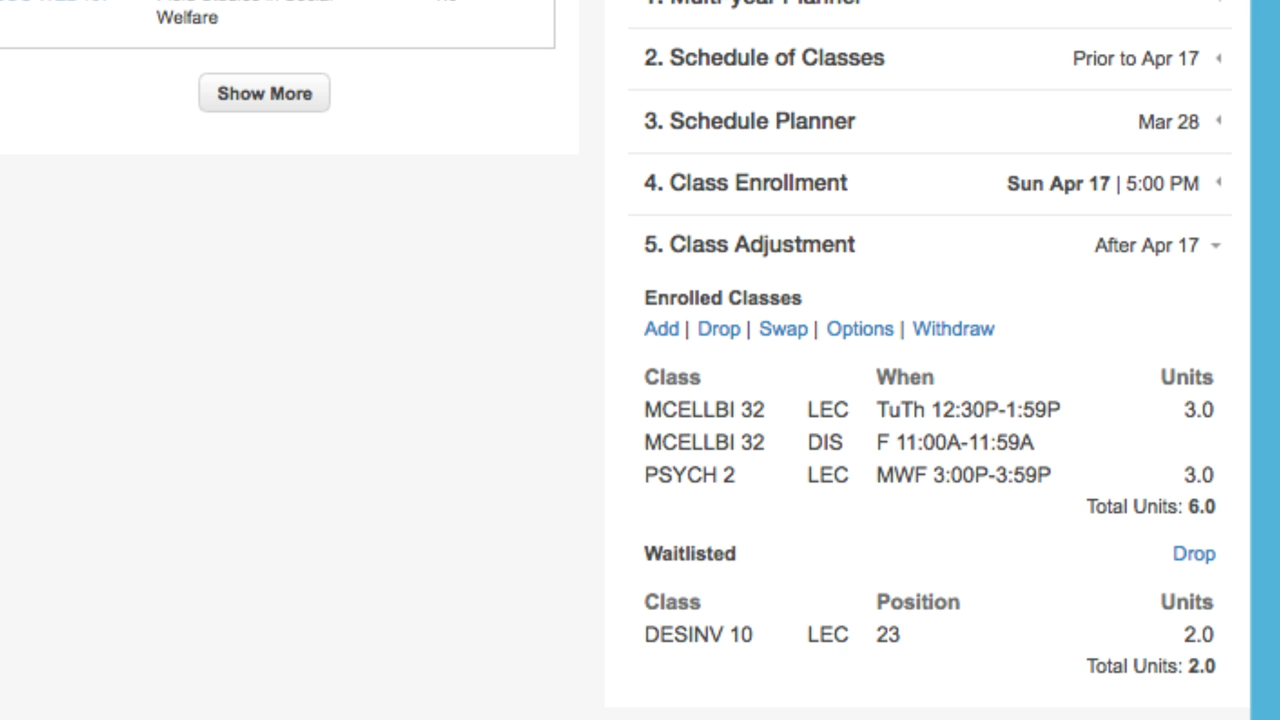 Welfare
Show More
1. Multi-year Planner
2. Schedule of Classes Prior to Apr 17
3. Schedule Planner Mar 28
4. Class Enrollment Sun Apr 17 | 5:00 PM
5. Class Adjustment After Apr 17
Enrolled Classes
Add | Drop | Swap | Options | Withdraw
Class When Units
MCELLBI 32 LEC TuTh 12:30P-1:59P 3.0
MCELLBI 32 DIS F 11:00A-11:59A
PSYCH 2 LEC MWF 3:00P-3:59P 3.0
Total Units: 6.0
Waitlisted Drop
Class Position Units
DESINV 10 LEC 23 2.0
Total Units: 2.0